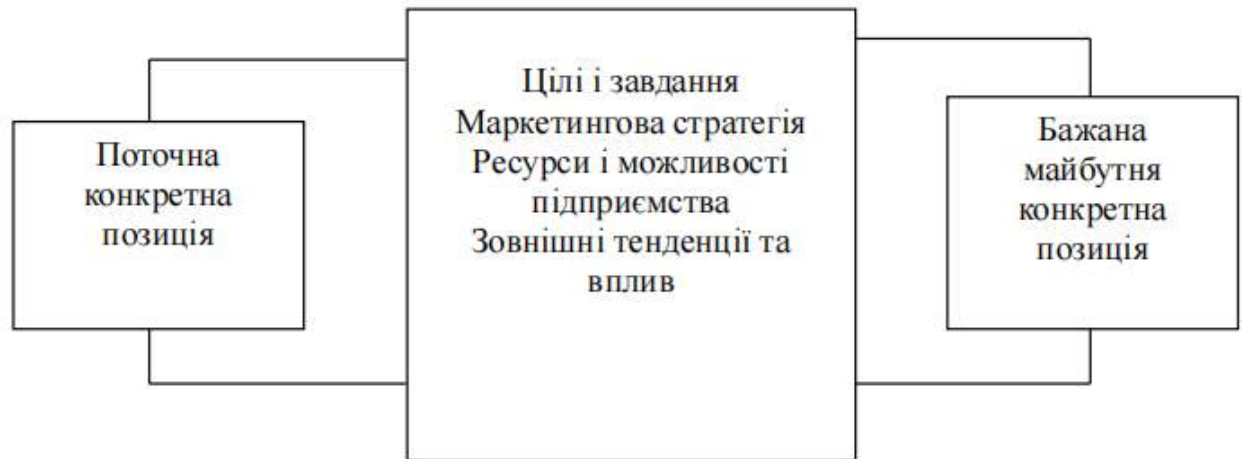 Поточна
конкретна
позиція
Цілі і завдання
Маркетингова стратегія
Ресурси і можливості
підприємства
Зовнішні тенденції та
вплив
Бажана
майбутня
конкретна
позиція